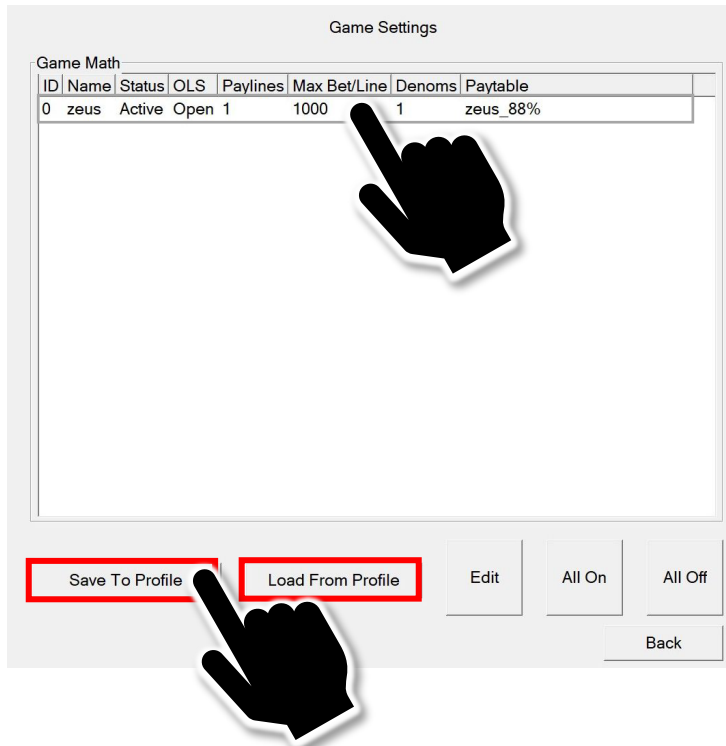 Game Settings
Game Math
ID Name Status OLS Paylines Max Bet/Line Denoms Paytable
0 zeus Active Open 1 1000 1 zeus_88%
Save To Profile Load From Profile Edit All On All Off
Back